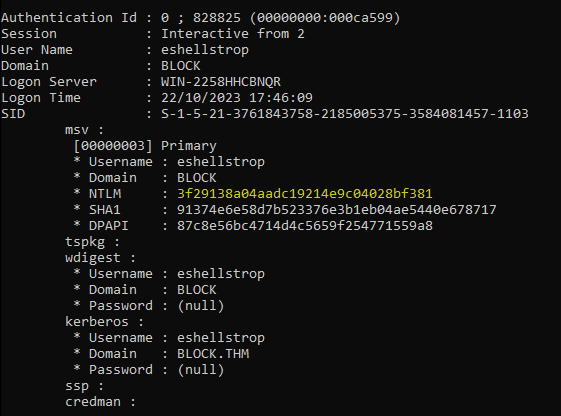 Authentication Id : 0 ; 828825 (00000000:000ca599)
Session           : Interactive from 2
User Name         : eshellstrop
Domain            : BLOCK
Logon Server      : WIN-2258HHCBNQR
Logon Time        : 22/10/2023 17:46:09
SID               : S-1-5-21-3761843758-2185005375-3584081457-1103
        msv :
         [00000003] Primary
         * Username : eshellstrop
         * Domain   : BLOCK
         * NTLM     : 3f29138a04aadc19214e9c04028bf381
         * SHA1     : 91374e6e58d7b523376e3b1eb04ae5440e678717
         * DPAPI    : 87c8e56bc4714d4c5659f254771559a8
        tspkg :
        wdigest :
         * Username : eshellstrop
         * Domain   : BLOCK
         * Password : (null)
        kerberos :
         * Username : eshellstrop
         * Domain   : BLOCK.THM
         * Password : (null)
        ssp :
        credman :